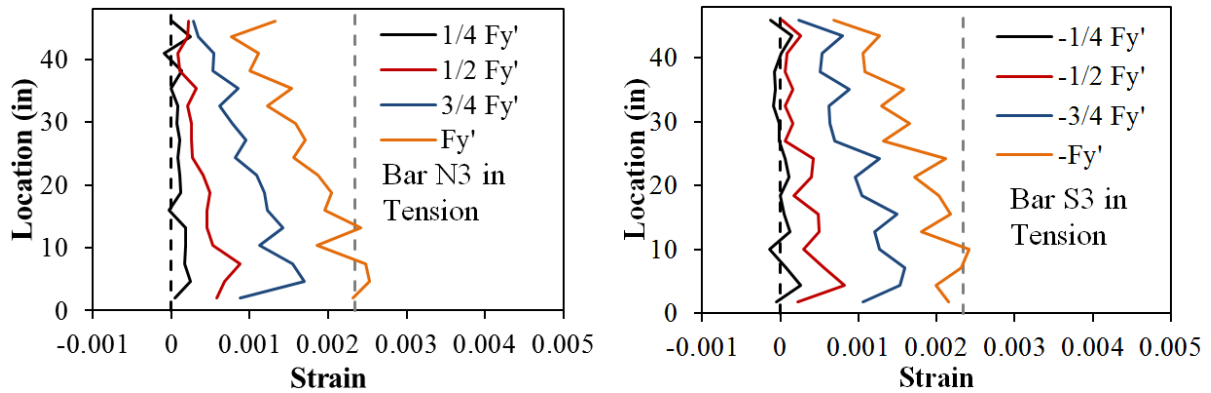 40
30
20
10
0
Location (in)
1/4 Fy'
1/2 Fy'
3/4 Fy'
Fy'
Bar N3 in
Tension
-0.001 0 0.001 0.002 0.003 0.004 0.005
Strain
40
30
20
10
0
Location (in)
-1/4 Fy'
-1/2 Fy'
-3/4 Fy'
-Fy'
Bar S3 in
Tension
-0.001 0 0.001 0.002 0.003 0.004 0.005
Strain